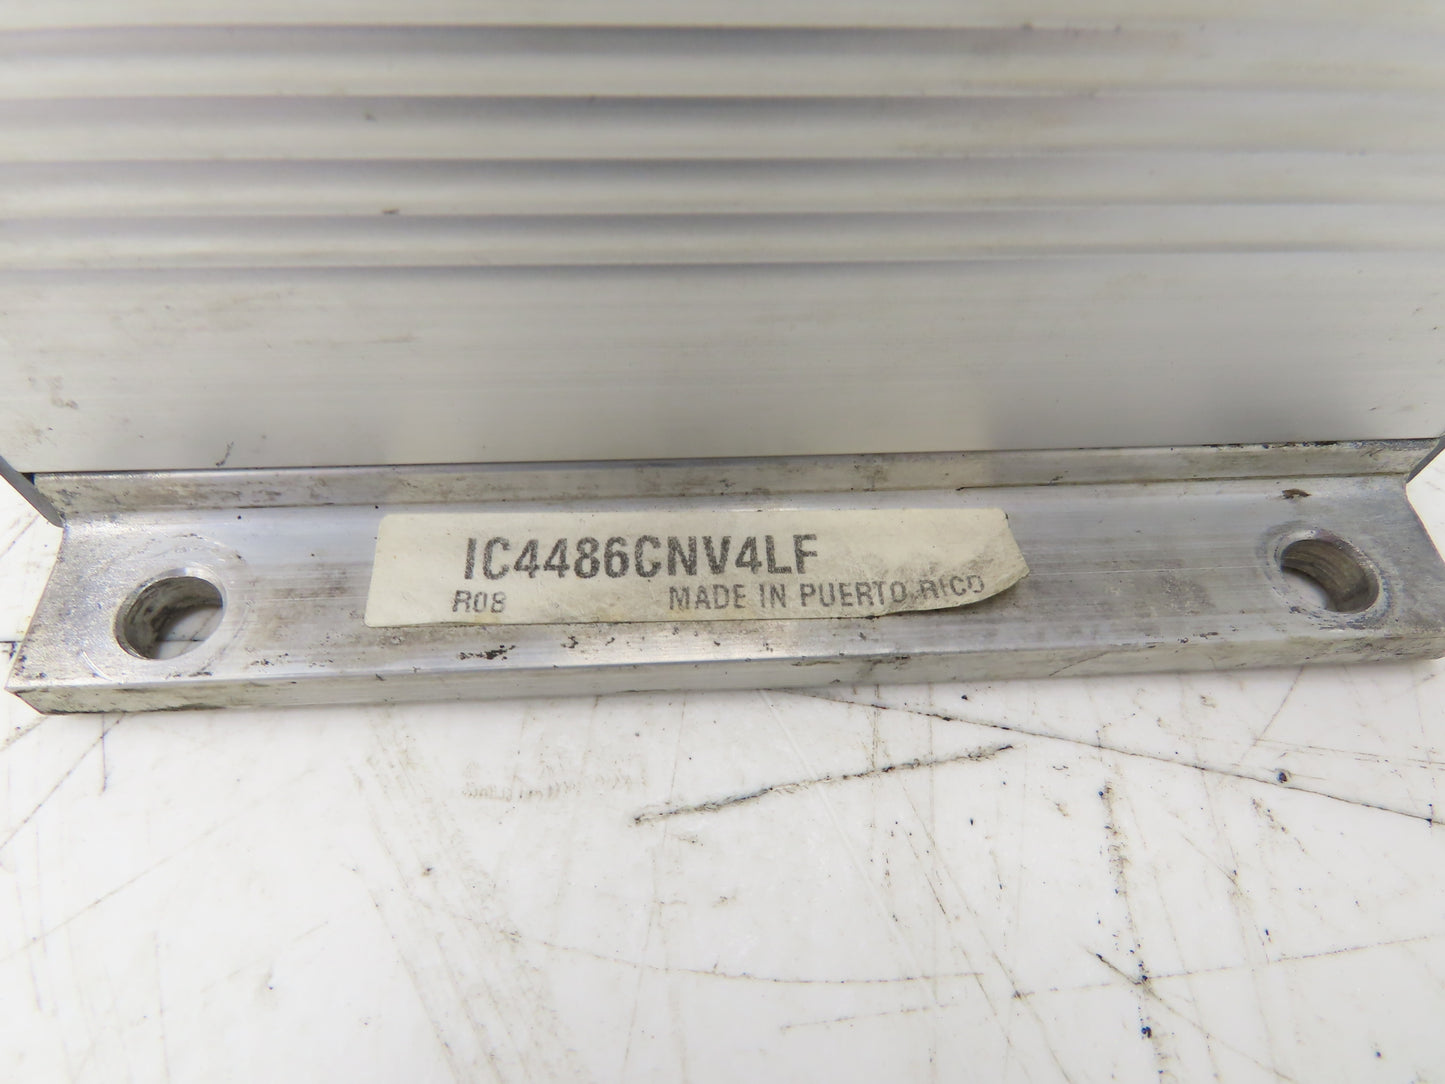 IC4486CNV4LF
R08 MADE IN PUERTO RICO